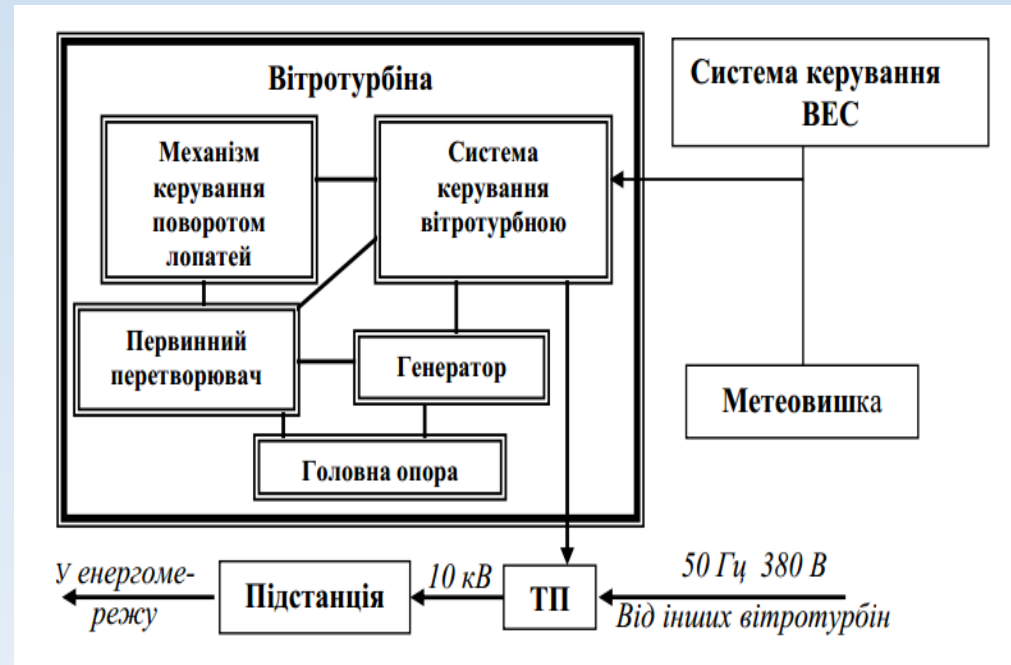 Вітротурбіна
Механізм
керування
поворотом
лопатей
Система
керування
вітротурбною
Первинний
перетворювач
Генератор
Головна опора
Система керування
ВЕС
Метеовишка
У енергоме-
режу
Підстанція
10 кВ
ТП
50 Гц 380 В
Від інших вітротурбін